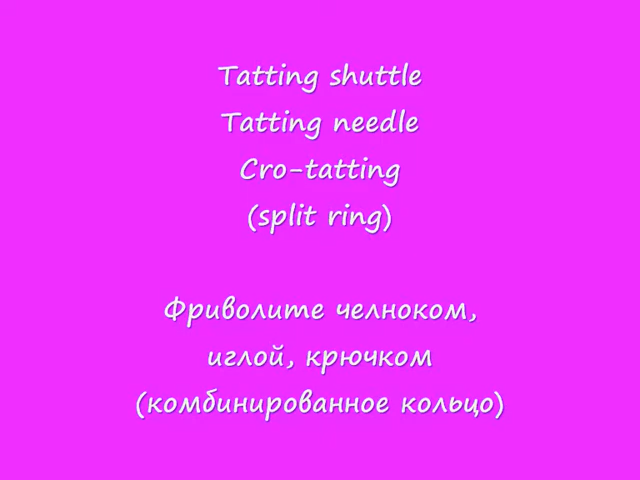 Tatting shuttle
Tatting needle
Cro-tatting
(split ring)
Фриволите челноком,
иглой, крючком
(комбинированное кольцо)